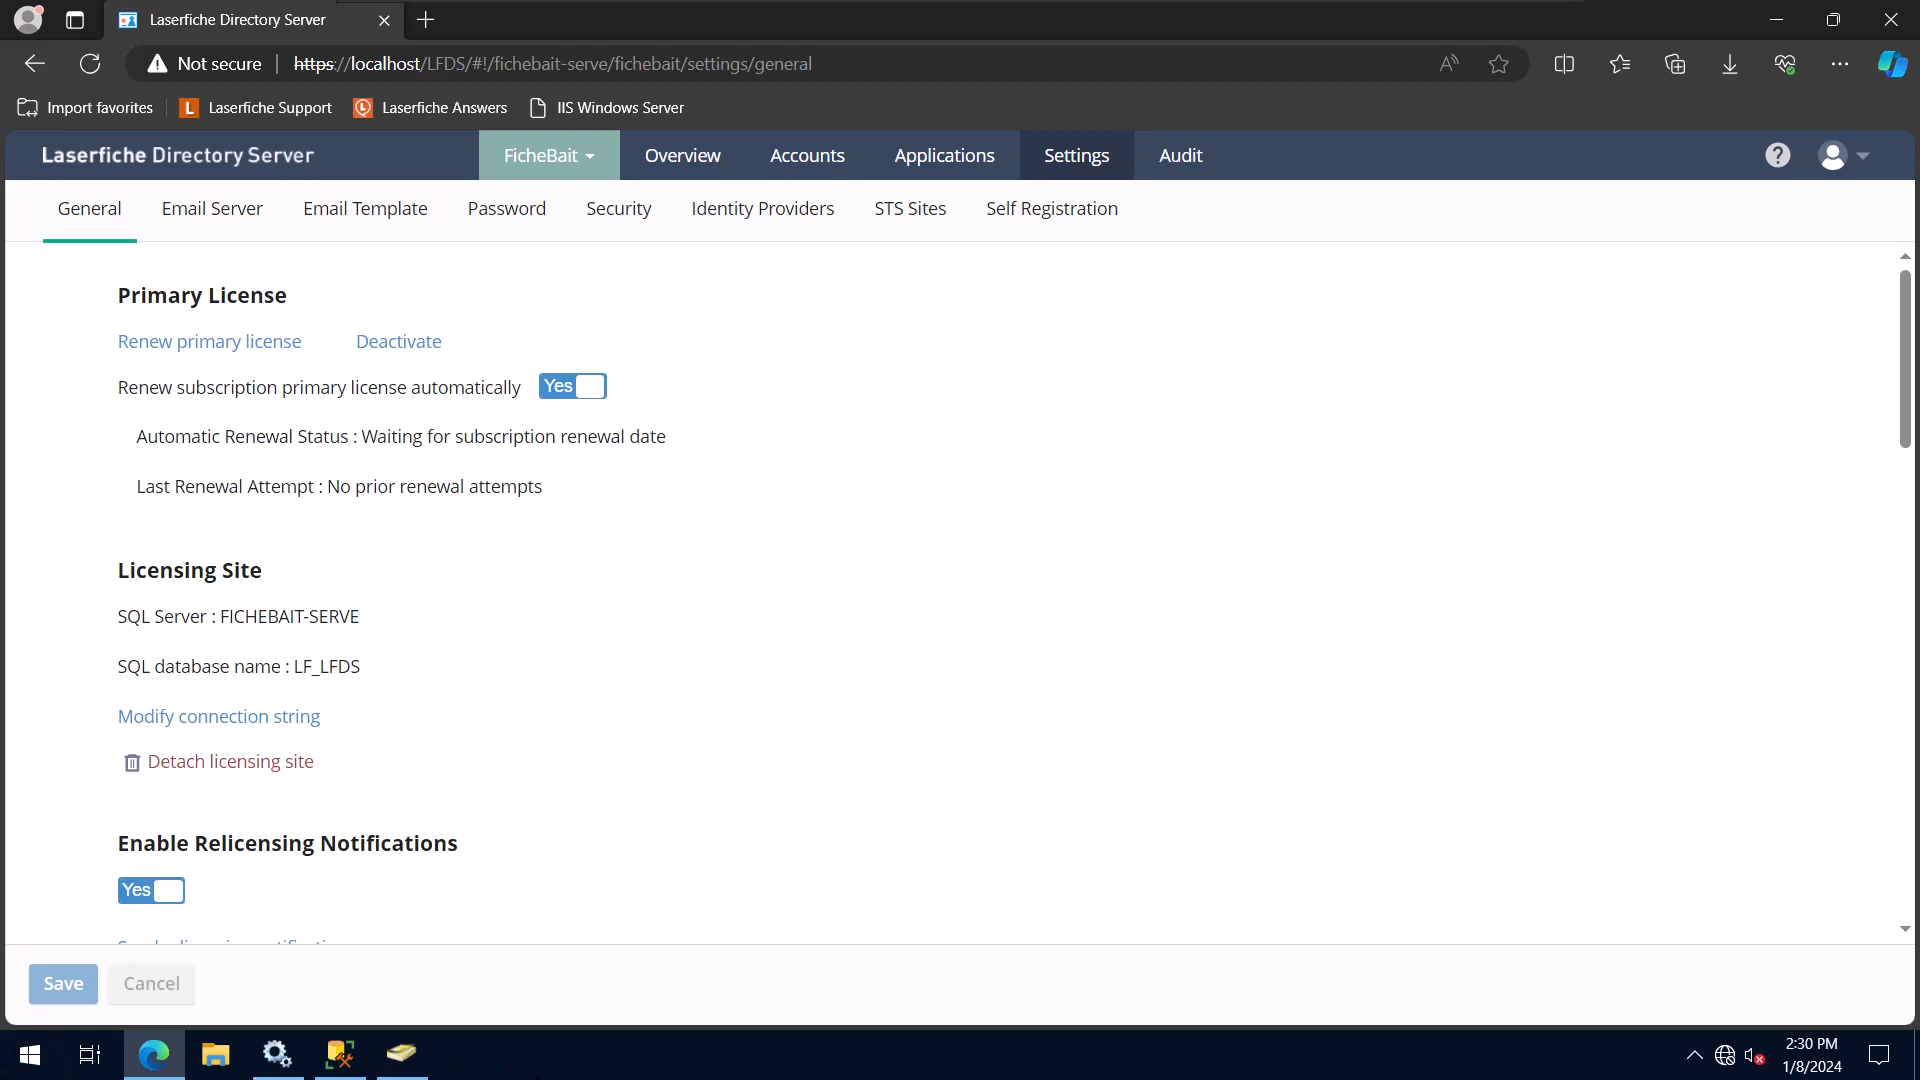 Laserfiche Directory Server
Not secure
https://localhost/LFDS/#!/fichebait-serve/fichebait/settings/general
Import favorites
Laserfiche Support
Laserfiche Answers
IIS Windows Server
Laserfiche Directory Server
FicheBait
Overview
Accounts
Applications
Settings
Audit
General
Email Server
Email Template
Password
Security
Identity Providers
STS Sites
Self Registration
Primary License
Renew primary license
Deactivate
Renew subscription primary license automatically
Yes
Automatic Renewal Status : Waiting for subscription renewal date
Last Renewal Attempt : No prior renewal attempts
Licensing Site
SQL Server : FICHEBAIT-SERVE
SQL database name : LF_LFDS
Modify connection string
Detach licensing site
Enable Relicensing Notifications
Yes
Save
Cancel
2:30 PM
1/8/2024